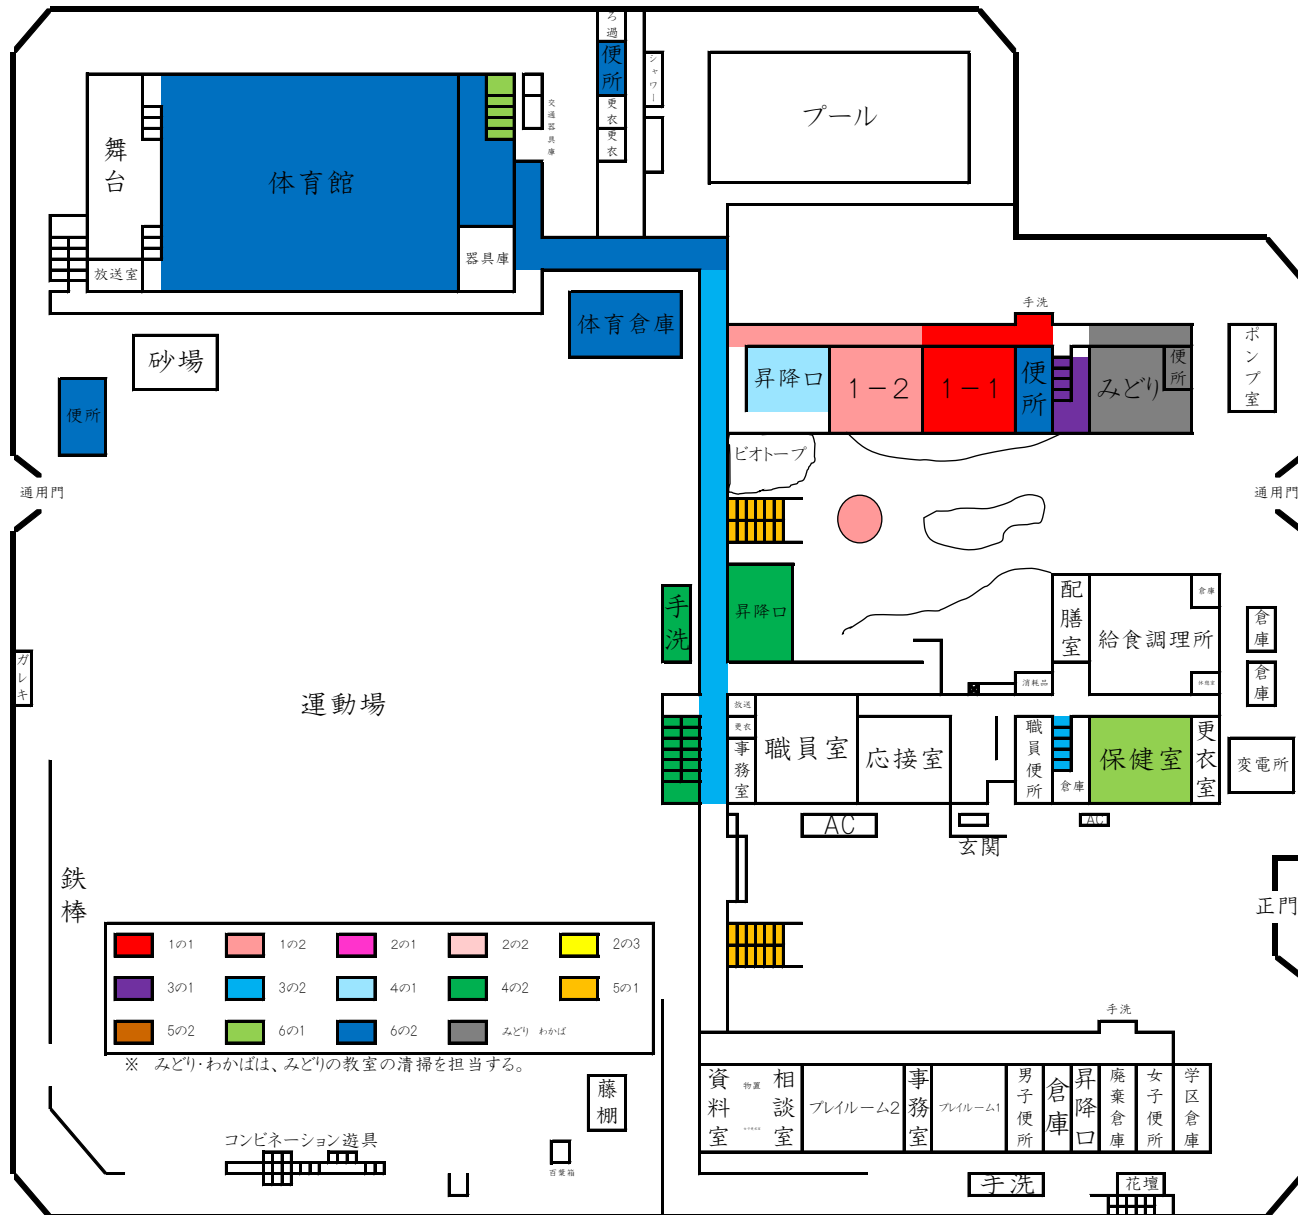 ろ過
便所
シャワー
更衣
更衣
交通器具庫
プール
舞台
体育館
放送室
器具庫
体育倉庫
砂場
便所
手洗
昇降口
1－2
1－1
便所
みどり
便所
ポンプ室
ビオトープ
通用門
通用門
手洗
昇降口
配膳室
給食調理所
倉庫
倉庫
倉庫
ガレキ
運動場
消耗品
放送
更衣
事務室
職員室
応接室
職員便所
倉庫
保健室
更衣室
変電所
AC
玄関
AC
鉄棒
正門
1の1
1の2
2の1
2の2
2の3
3の1
3の2
4の1
4の2
5の1
5の2
6の1
6の2
みどり わかば
※ みどり・わかばは、みどりの教室の清掃を担当する。
手洗
藤棚
資料室
物置
相談室
プレイルーム2
事務室
プレイルーム1
男子便所
倉庫
昇降口
廃棄倉庫
女子便所
学区倉庫
コンビネーション遊具
百葉箱
手洗
花壇